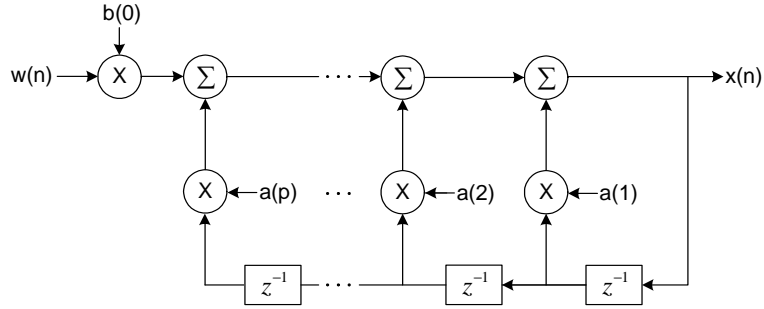 b(0)
w(n) X Σ · · · Σ Σ x(n)
X a(p) · · · X a(2) X a(1)
z⁻¹ · · · z⁻¹ z⁻¹